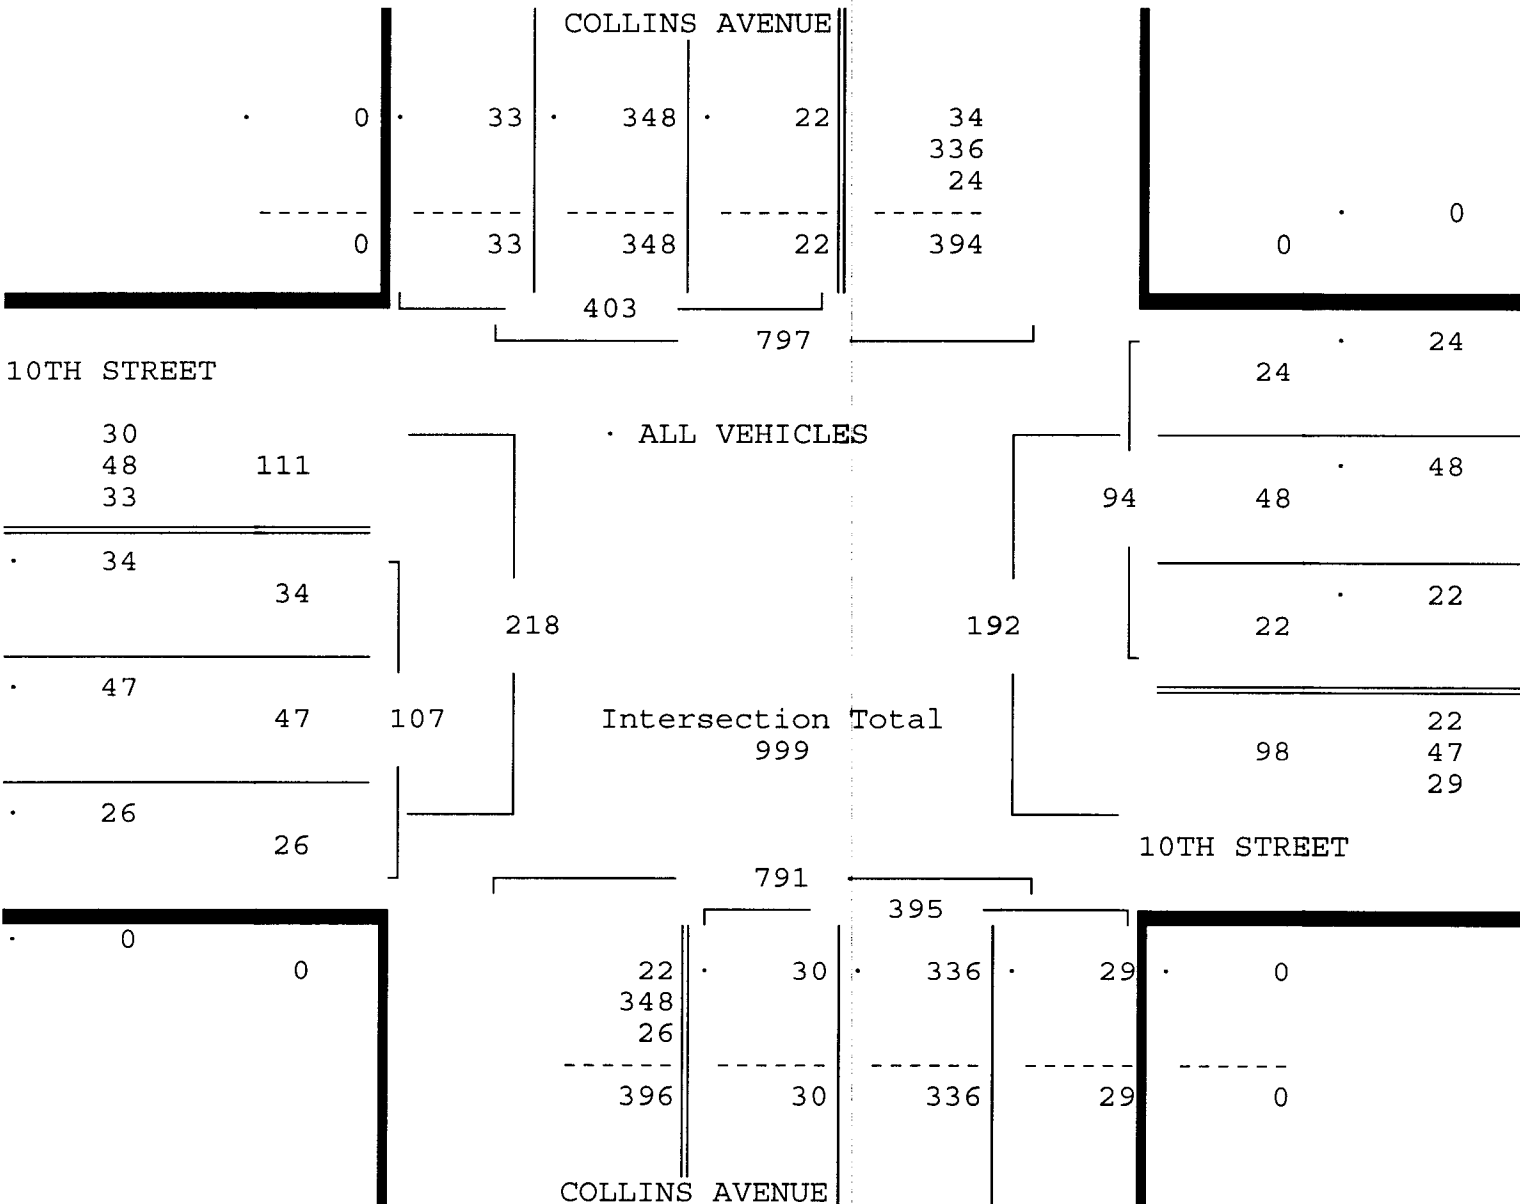 COLLINS AVENUE
· 0 · 33 · 348 · 22 34
336
24
- - - - - - - - - - - - - - - - - - - - - - - - - - - - - -
· 0
0 33 348 22 394 0
403
797
· 24
10TH STREET 24
30 · ALL VEHICLES
48 111 · 48
33 94 48
· 34
34 · 22
218 192 22
· 47
47 107 Intersection Total 22
999 98 47
29
· 26
26 10TH STREET
791
395
· 0
0 22 · 30 · 336 · 29 · 0
348
26
- - - - - - - - - - - - - - - - - - - - - - - - - - - - - -
396 30 336 29 0
COLLINS AVENUE